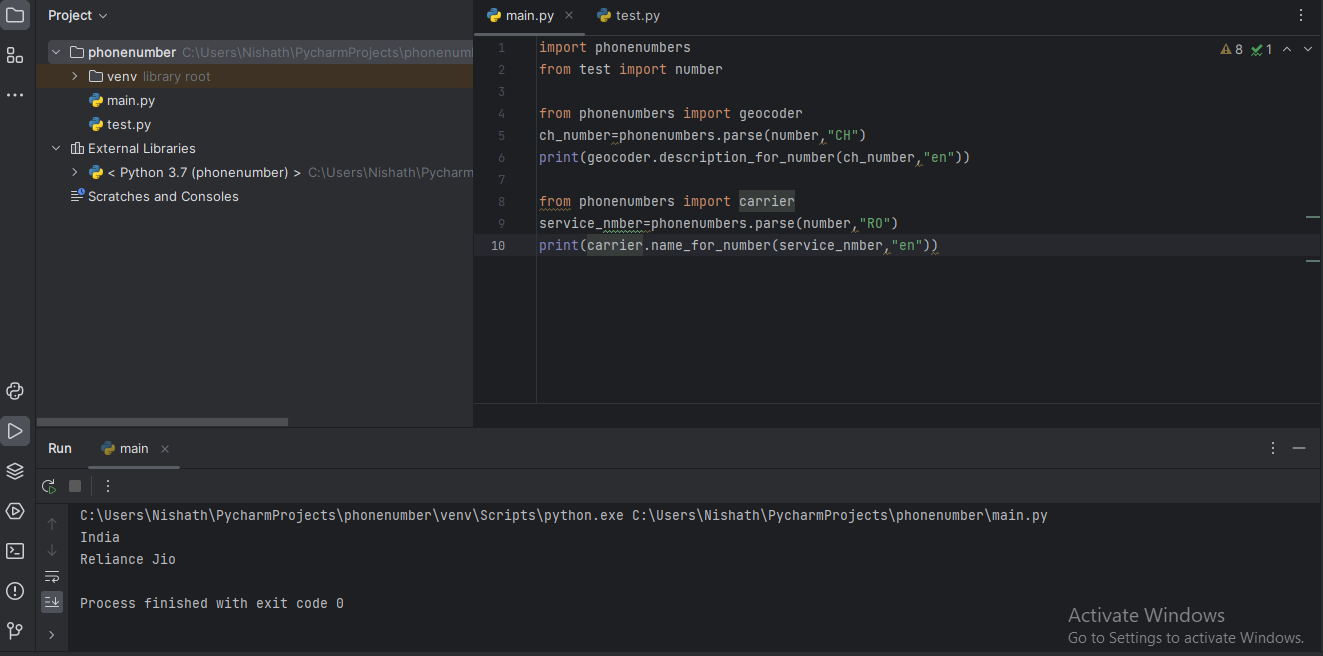 Project
phonenumber C:\Users\Nishath\PycharmProjects\phonenum
venv library root
main.py
test.py
External Libraries
< Python 3.7 (phonenumber) > C:\Users\Nishath\Pycharm
Scratches and Consoles
main.py test.py
8 1
1 import phonenumbers
2 from test import number
3
4 from phonenumbers import geocoder
5 ch_number=phonenumbers.parse(number,"CH")
6 print(geocoder.description_for_number(ch_number,"en"))
7
8 from phonenumbers import carrier
9 service_nmber=phonenumbers.parse(number,"RO")
10 print(carrier.name_for_number(service_nmber,"en"))
Run main
C:\Users\Nishath\PycharmProjects\phonenumber\venv\Scripts\python.exe C:\Users\Nishath\PycharmProjects\phonenumber\main.py
India
Reliance Jio
Process finished with exit code 0
Activate Windows
Go to Settings to activate Windows.